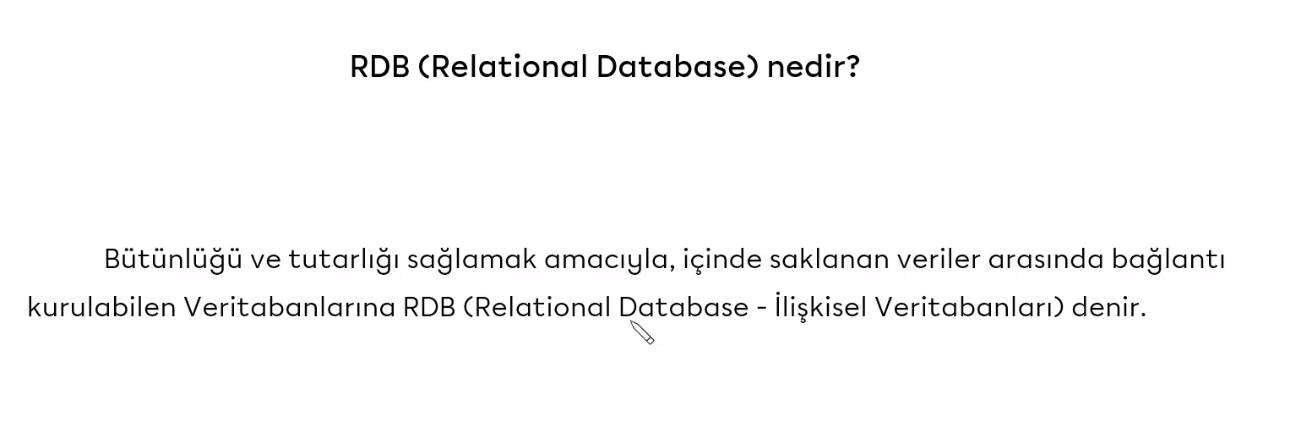 RDB (Relational Database) nedir?
Bütünlüğü ve tutarlığı sağlamak amacıyla, içinde saklanan veriler arasında bağlantı
kurulabilen Veritabanlarına RDB (Relational Database - İlişkisel Veritabanları) denir.